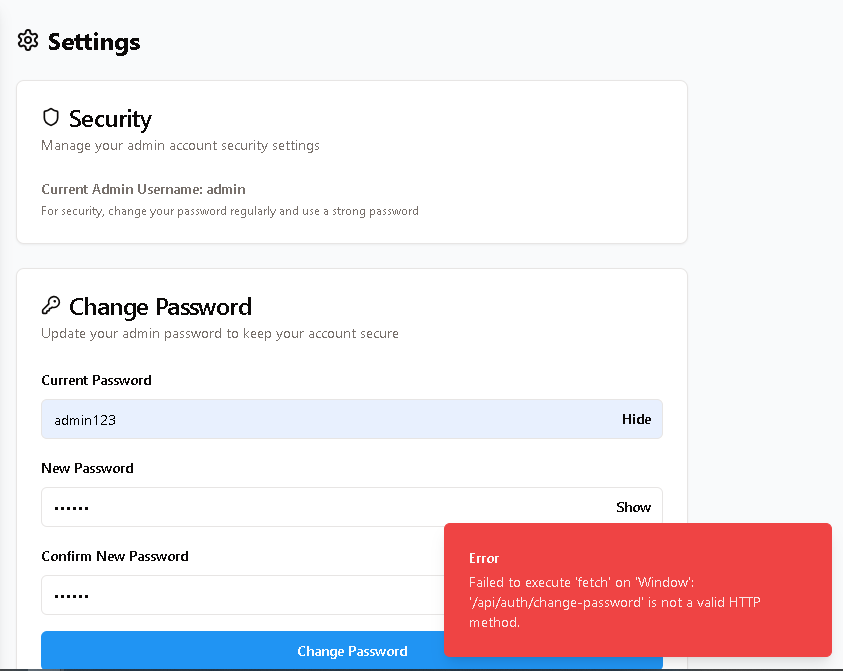 Settings
Security
Manage your admin account security settings
Current Admin Username: admin
For security, change your password regularly and use a strong password
Change Password
Update your admin password to keep your account secure
Current Password
admin123 Hide
New Password
•••••• Show
Confirm New Password
••••••
Change Password
Error
Failed to execute 'fetch' on 'Window':
'/api/auth/change-password' is not a valid HTTP
method.